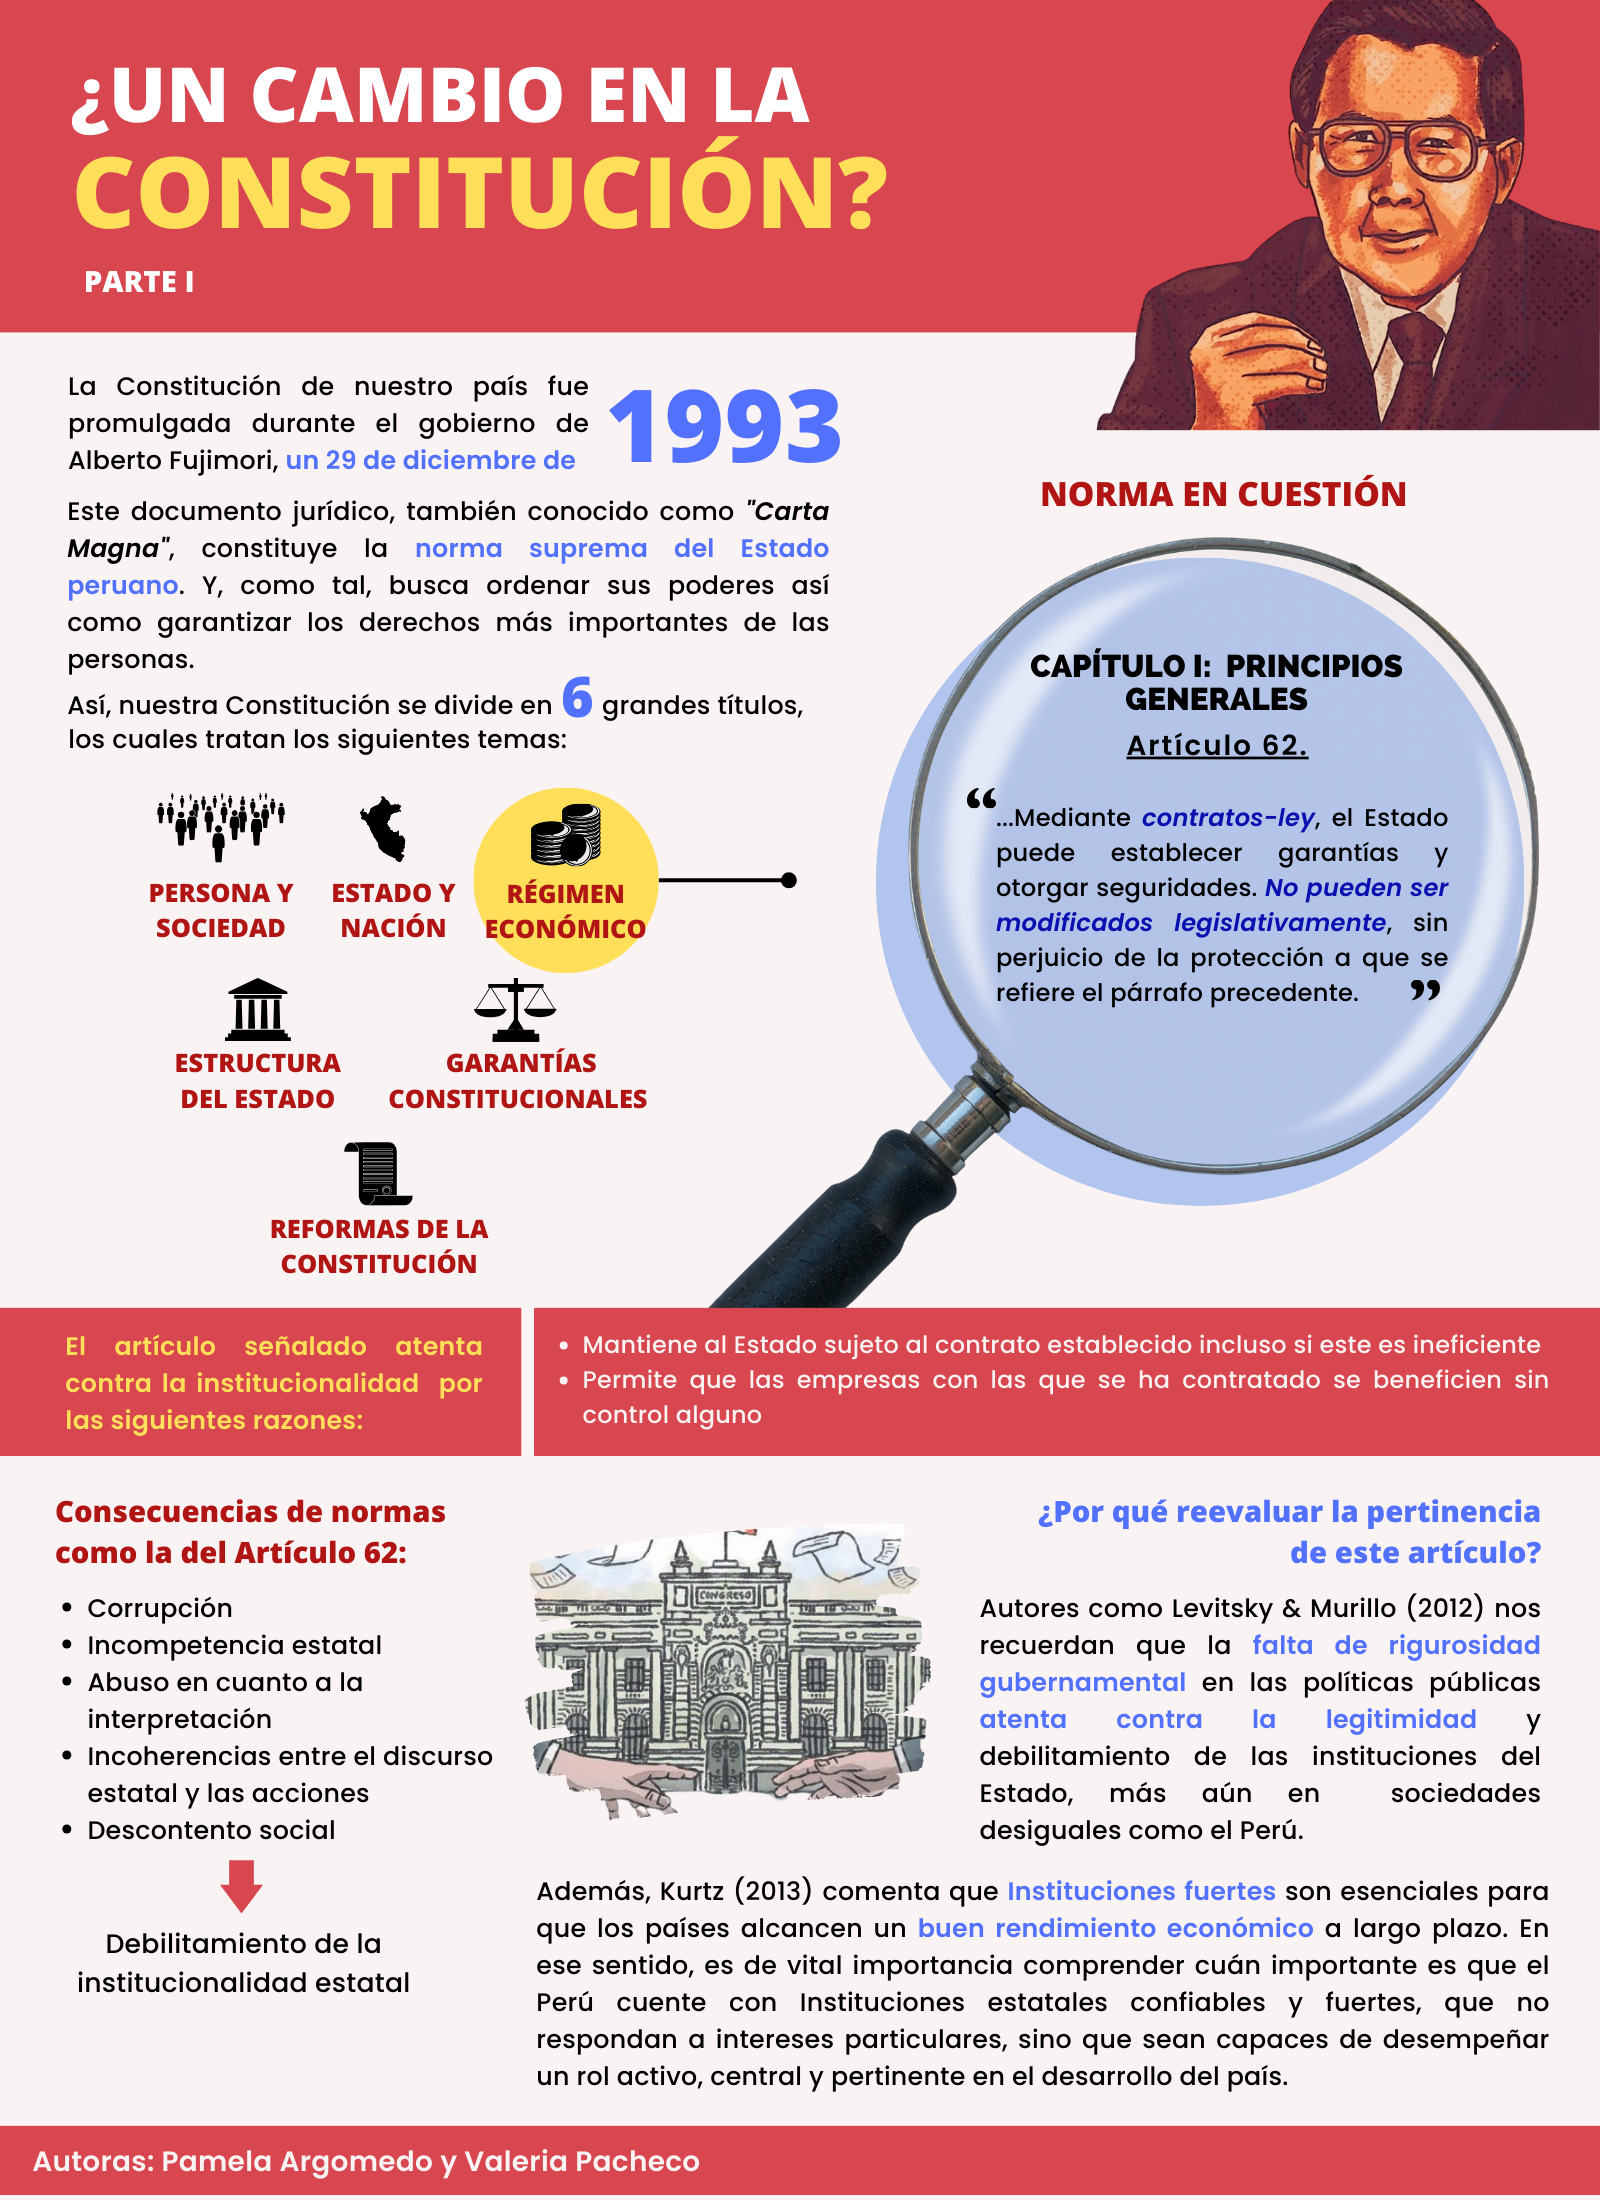 ¿UN CAMBIO EN LA
CONSTITUCIÓN?
PARTE I
La Constitución de nuestro país fue
promulgada durante el gobierno de
Alberto Fujimori, un 29 de diciembre de
1993
Este documento jurídico, también conocido como "Carta
Magna", constituye la norma suprema del Estado
peruano. Y, como tal, busca ordenar sus poderes así
como garantizar los derechos más importantes de las
personas.
Así, nuestra Constitución se divide en 6 grandes títulos,
los cuales tratan los siguientes temas:
PERSONA Y
SOCIEDAD
ESTADO Y
NACIÓN
RÉGIMEN
ECONÓMICO
ESTRUCTURA
DEL ESTADO
GARANTÍAS
CONSTITUCIONALES
REFORMAS DE LA
CONSTITUCIÓN
NORMA EN CUESTIÓN
CAPÍTULO I: PRINCIPIOS
GENERALES
Artículo 62.
“...Mediante contratos-ley, el Estado
puede establecer garantías y
otorgar seguridades. No pueden ser
modificados legislativamente, sin
perjuicio de la protección a que se
refiere el párrafo precedente. ”
El artículo señalado atenta
contra la institucionalidad por
las siguientes razones:
• Mantiene al Estado sujeto al contrato establecido incluso si este es ineficiente
• Permite que las empresas con las que se ha contratado se beneficien sin
control alguno
Consecuencias de normas
como la del Artículo 62:
• Corrupción
• Incompetencia estatal
• Abuso en cuanto a la
interpretación
• Incoherencias entre el discurso
estatal y las acciones
• Descontento social
Debilitamiento de la
institucionalidad estatal
CONGRESO
¿Por qué reevaluar la pertinencia
de este artículo?
Autores como Levitsky & Murillo (2012) nos
recuerdan que la falta de rigurosidad
gubernamental en las políticas públicas
atenta contra la legitimidad y
debilitamiento de las instituciones del
Estado, más aún en sociedades
desiguales como el Perú.
Además, Kurtz (2013) comenta que Instituciones fuertes son esenciales para
que los países alcancen un buen rendimiento económico a largo plazo. En
ese sentido, es de vital importancia comprender cuán importante es que el
Perú cuente con Instituciones estatales confiables y fuertes, que no
respondan a intereses particulares, sino que sean capaces de desempeñar
un rol activo, central y pertinente en el desarrollo del país.
Autoras: Pamela Argomedo y Valeria Pacheco